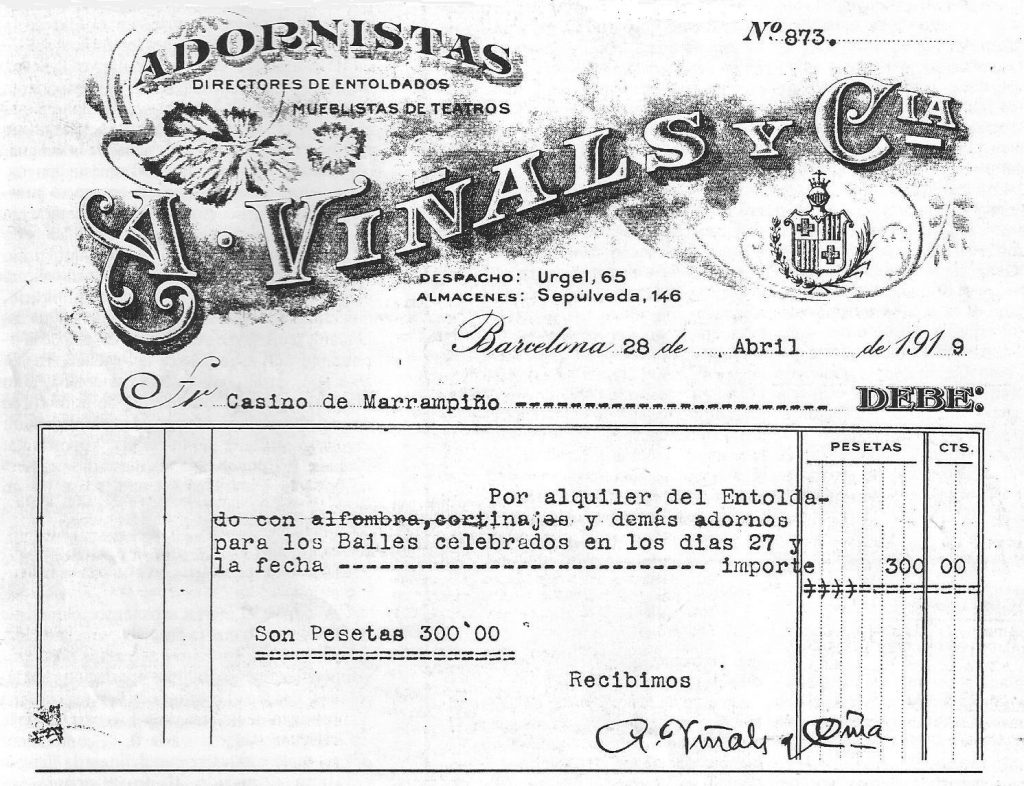 ADORNISTAS
Nº 873.
DIRECTORES DE ENTOLDADOS
MUEBLISTAS DE TEATROS
A. VIÑALS Y CIA
DESPACHO: Urgel, 65
ALMACENES: Sepúlveda, 146
Barcelona 28 de Abril de 1919
Fr Casino de Marrampiño ----------------------- DEBE:
PESETAS CTS.
Por alquiler del Entolda-
do con alfombra,cortinajes y demás adornos
para los Bailes celebrados en los dias 27 y
la fecha --------------------------- importe 300 00
Son Pesetas 300'00
Recibimos
A. Viñals y Cñia